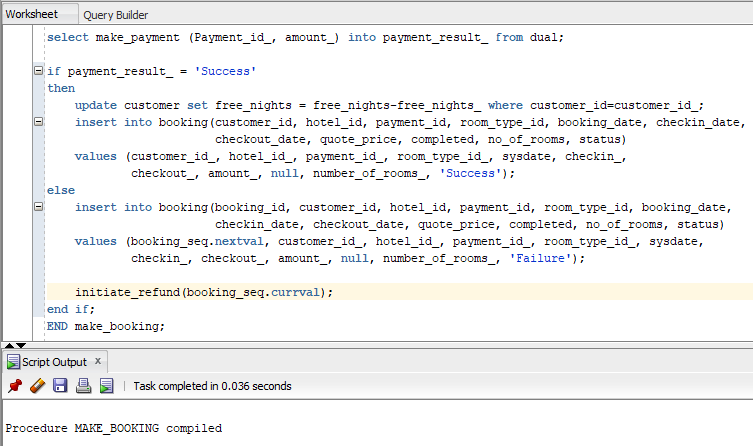 Worksheet Query Builder
select make_payment (Payment_id_, amount_) into payment_result_ from dual;
if payment_result_ = 'Success'
then
update customer set free_nights = free_nights-free_nights_ where customer_id=customer_id_;
insert into booking(customer_id, hotel_id, payment_id, room_type_id, booking_date, checkin_date,
checkout_date, quote_price, completed, no_of_rooms, status)
values (customer_id_, hotel_id_, payment_id_, room_type_id_, sysdate, checkin_,
checkout_, amount_, null, number_of_rooms_, 'Success');
else
insert into booking(booking_id, customer_id, hotel_id, payment_id, room_type_id, booking_date,
checkin_date, checkout_date, quote_price, completed, no_of_rooms, status)
values (booking_seq.nextval, customer_id_, hotel_id_, payment_id_, room_type_id_, sysdate,
checkin_, checkout_, amount_, null, number_of_rooms_, 'Failure');
initiate_refund(booking_seq.currval);
end if;
END make_booking;
Script Output x
Task completed in 0.036 seconds
Procedure MAKE_BOOKING compiled